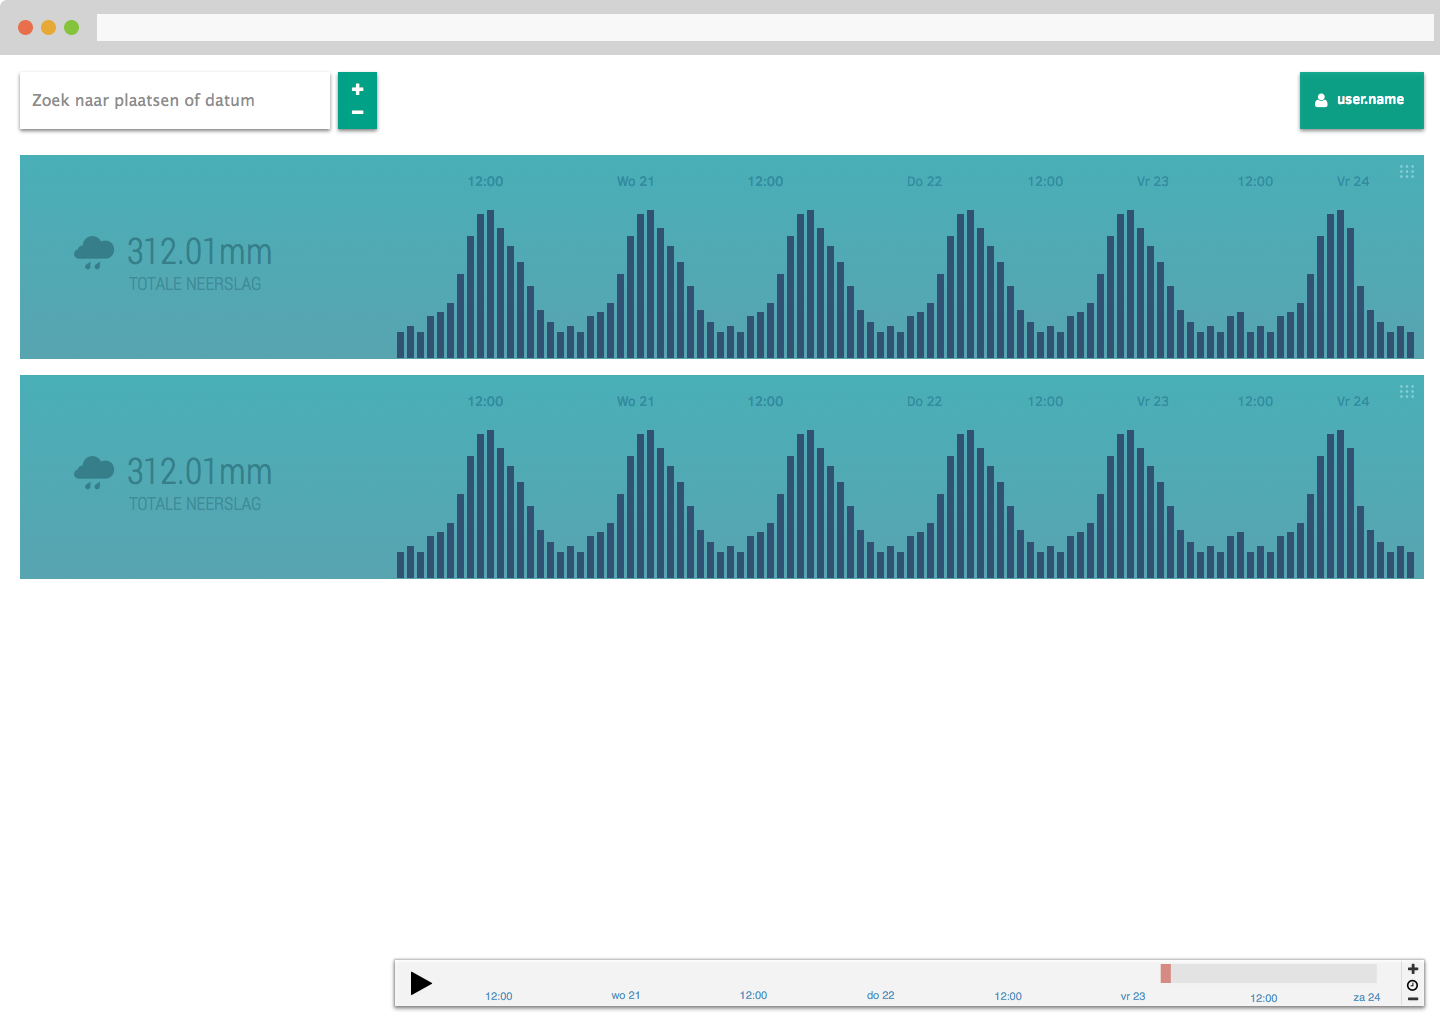 Zoek naar plaatsen of datum
user.name
12:00 Wo 21 12:00 Do 22 12:00 Vr 23 12:00 Vr 24
312.01mm
TOTALE NEERSLAG
12:00 Wo 21 12:00 Do 22 12:00 Vr 23 12:00 Vr 24
312.01mm
TOTALE NEERSLAG
12:00 wo 21 12:00 do 22 12:00 vr 23 12:00 za 24